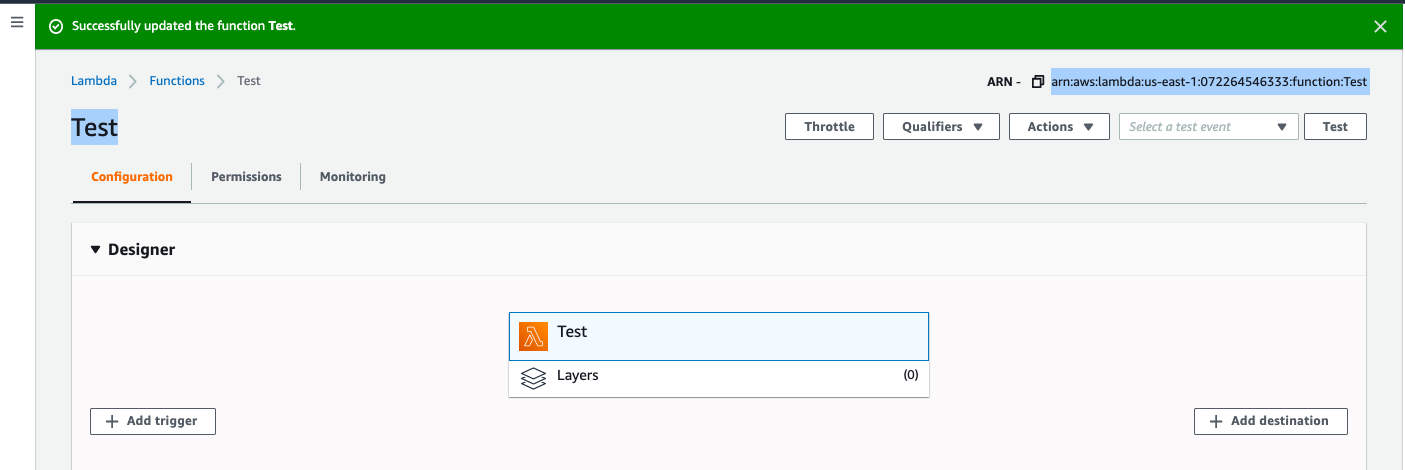 Successfully updated the function Test.
Lambda Functions Test
ARN - arn:aws:lambda:us-east-1:072264546333:function:Test
Test
Throttle Qualifiers Actions Select a test event Test
Configuration Permissions Monitoring
Designer
Test
Layers (0)
+ Add trigger
+ Add destination